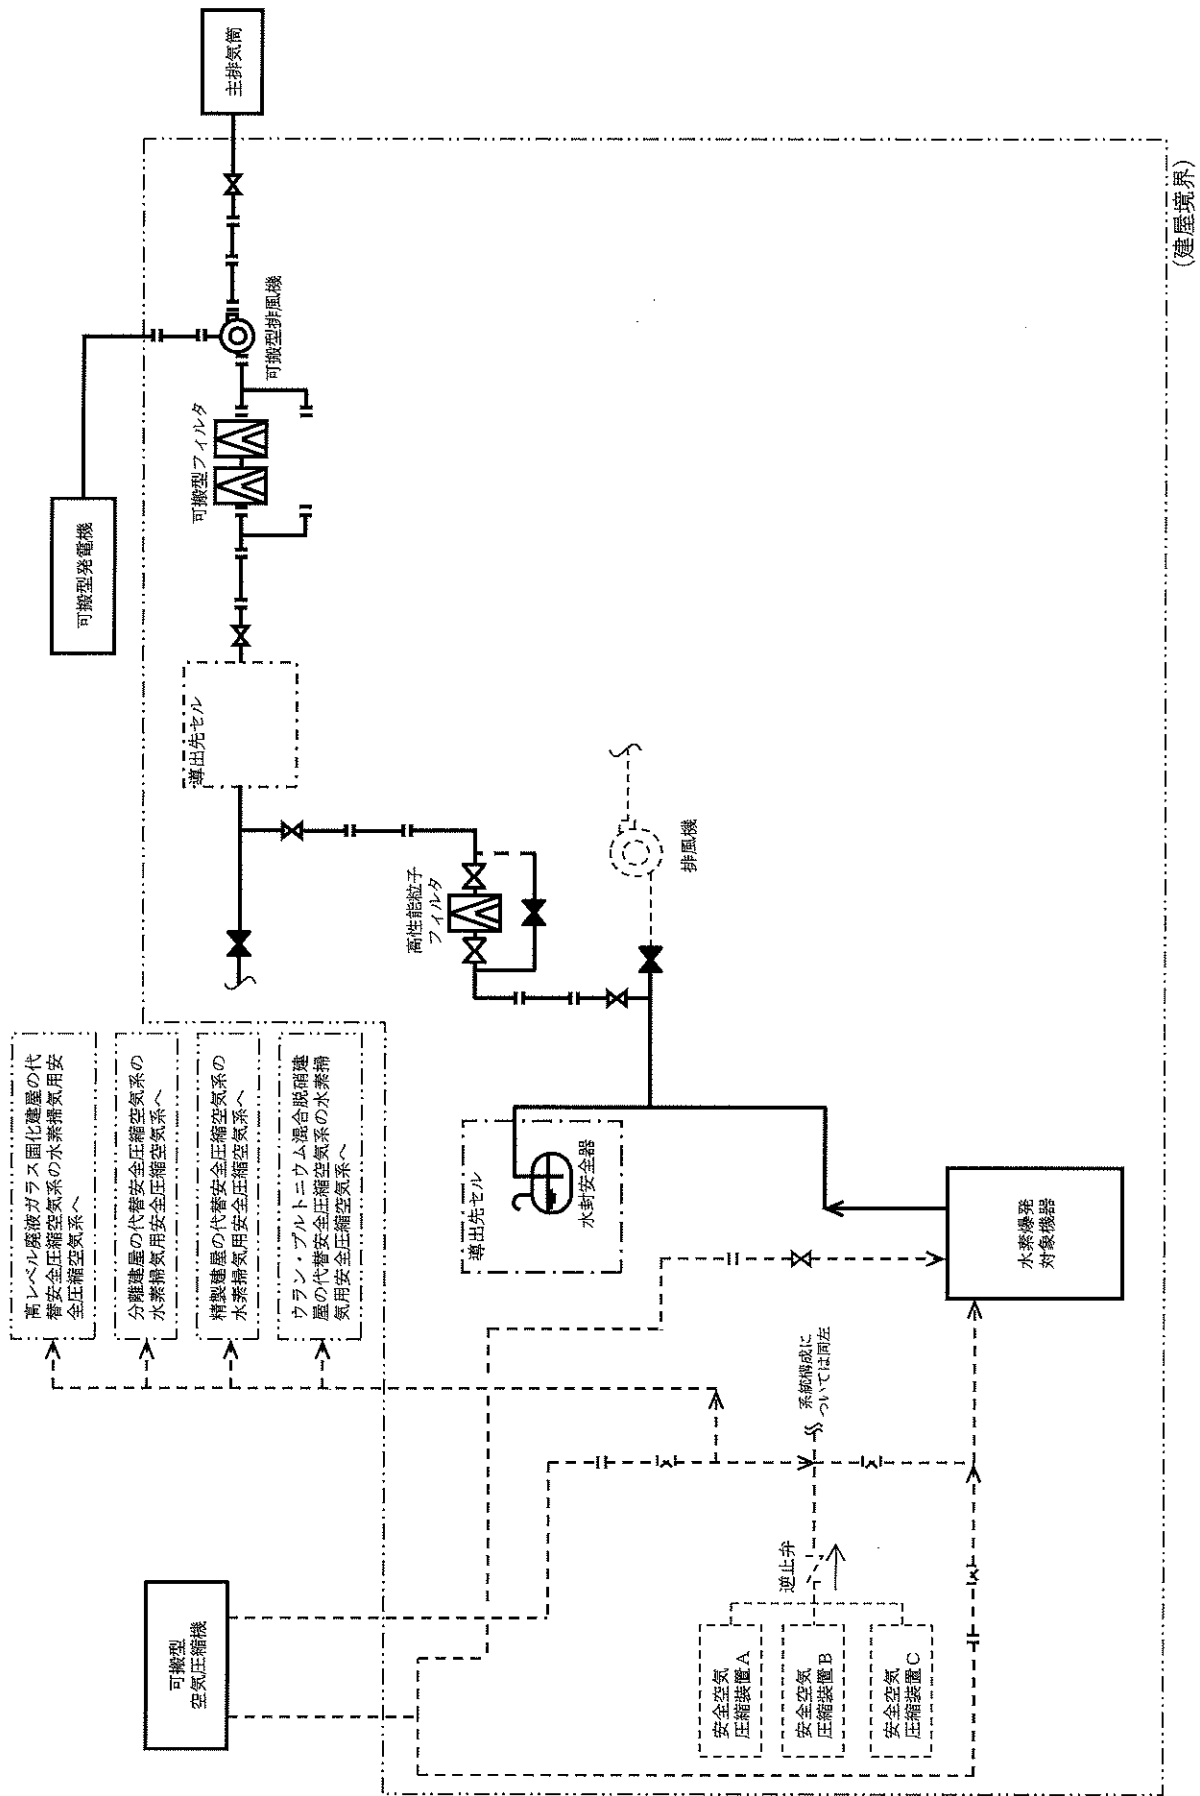 主排気筒
可搬型排風機
可搬型フィルタ
可搬型発電機
導出先セル
高性能粒子
フィルタ
排風機
高レベル廃液ガラス固化建屋の代
替安全圧縮空気系の水素掃気用安
全圧縮空気系へ
分離建屋の代替安全圧縮空気系の
水素掃気用安全圧縮空気系へ
精製建屋の代替安全圧縮空気系の
水素掃気用安全圧縮空気系へ
ウラン・プルトニウム混合脱硝建
屋の代替安全圧縮空気系の水素掃
気用安全圧縮空気系へ
導出先セル
水封安全器
水素爆発
対象機器
系統構成に
ついては同左
逆止弁
可搬型
空気圧縮機
安全空気
圧縮装置A
安全空気
圧縮装置B
安全空気
圧縮装置C
(建屋境界)